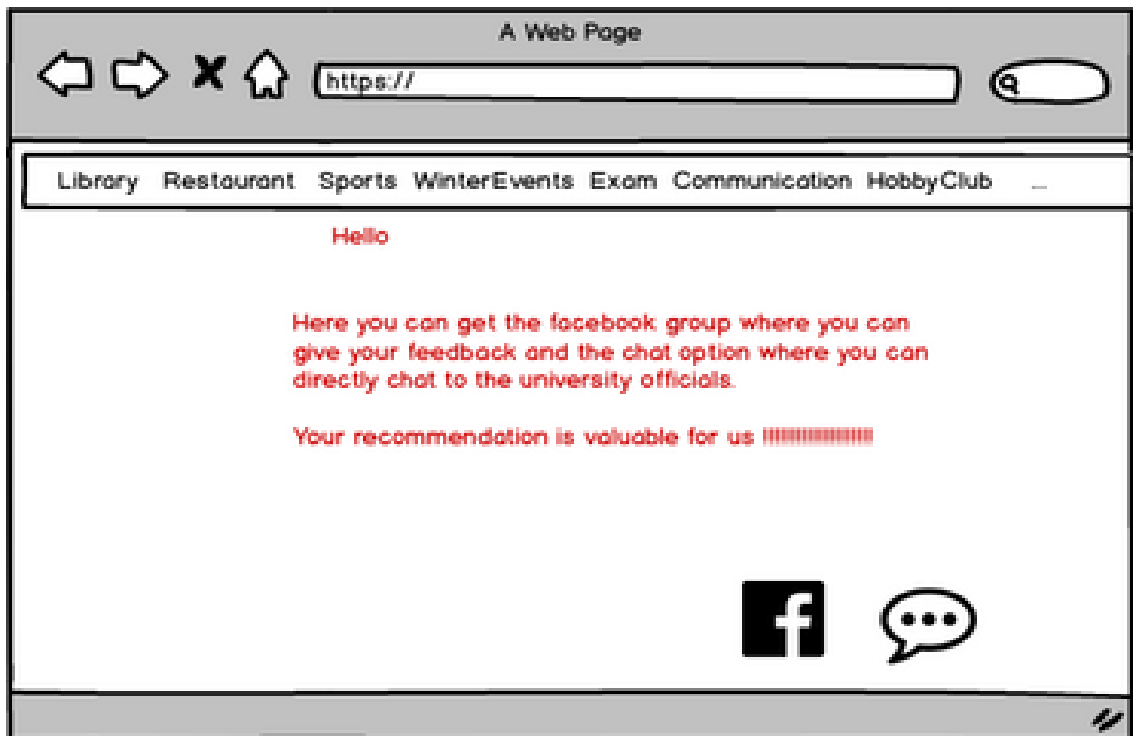 A Web Page
https://
Library Restaurant Sports WinterEvents Exam Communication HobbyClub ...
Hello
Here you can get the facebook group where you can
give your feedback and the chat option where you can
directly chat to the university officials.
Your recommendation is valuable for us !!!!!!!!!!!!!!!!!!!!
f